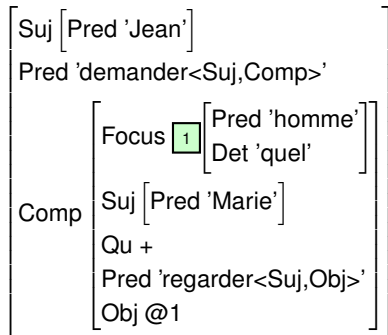 Suj [Pred 'Jean']
Pred 'demander<Suj,Comp>'
Pred 'homme'
Focus 1
Det 'quel'
Suj [Pred 'Marie']
Comp
Qu +
Pred 'regarder<Suj,Obj>'
Obj @1